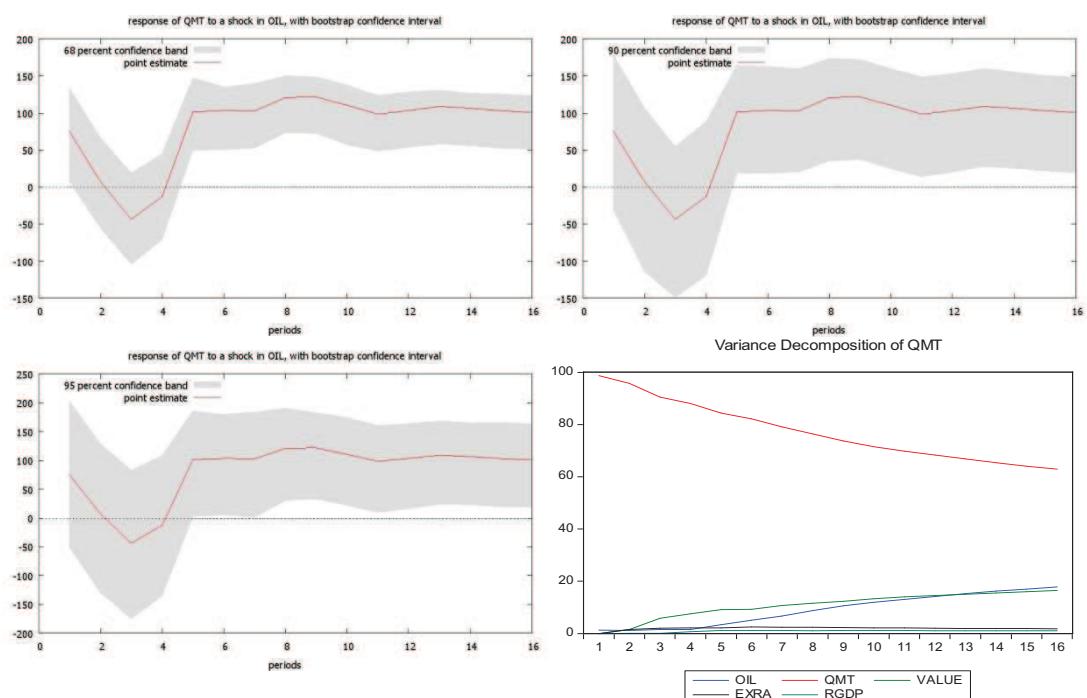 response of QMT to a shock in OIL, with bootstrap confidence interval
68 percent confidence band
point estimate
200
150
100
50
0
-50
-100
-150
0 2 4 6 8 10 12 14 16
periods
response of QMT to a shock in OIL, with bootstrap confidence interval
90 percent confidence band
point estimate
200
150
100
50
0
-50
-100
-150
0 2 4 6 8 10 12 14 16
periods
response of QMT to a shock in OIL, with bootstrap confidence interval
95 percent confidence band
point estimate
250
200
150
100
50
0
-50
-100
-150
-200
0 2 4 6 8 10 12 14 16
periods
Variance Decomposition of QMT
100
80
60
40
20
0
1 2 3 4 5 6 7 8 9 10 11 12 13 14 15 16
OIL QMT VALUE
EXRA RGDP